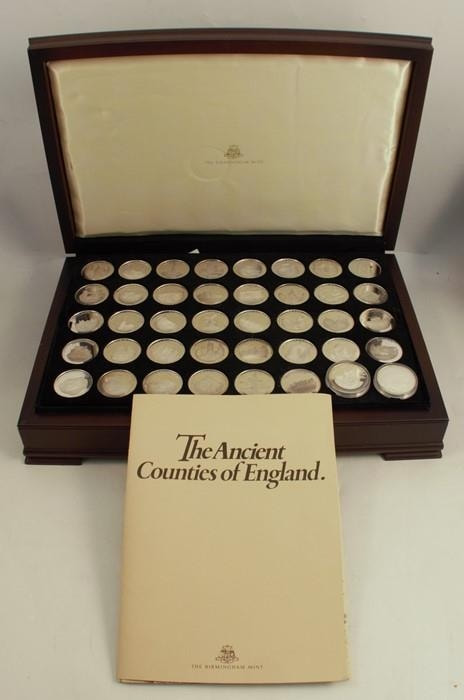 THE BIRMINGHAM MINT
The Ancient
Counties of England.
THE BIRMINGHAM MINT